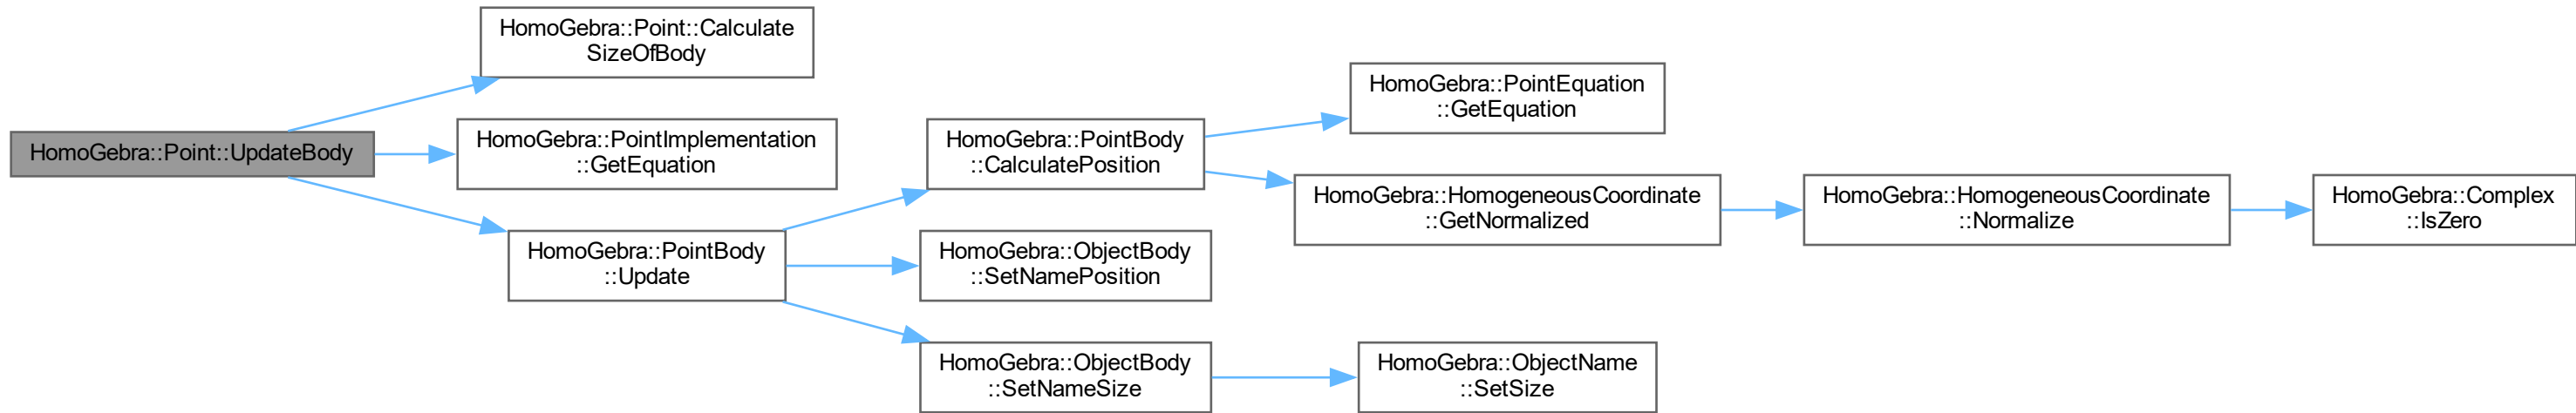 HomoGebra::Point::UpdateBody
HomoGebra::Point::Calculate
SizeOfBody
HomoGebra::PointImplementation
::GetEquation
HomoGebra::PointBody
::Update
HomoGebra::PointBody
::CalculatePosition
HomoGebra::ObjectBody
::SetNamePosition
HomoGebra::ObjectBody
::SetNameSize
HomoGebra::PointEquation
::GetEquation
HomoGebra::HomogeneousCoordinate
::GetNormalized
HomoGebra::ObjectName
::SetSize
HomoGebra::HomogeneousCoordinate
::Normalize
HomoGebra::Complex
::IsZero